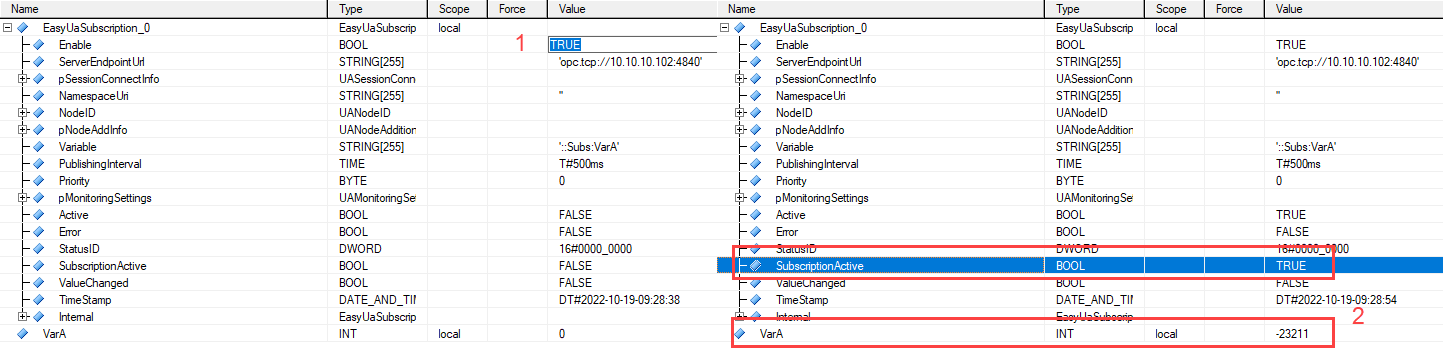 Name Type Scope Force Value Name Type Scope Force Value
EasyUaSubscription_0 EasyUaSubscrip local EasyUaSubscription_0 EasyUaSubscrip local
1 Enable BOOL TRUE Enable BOOL TRUE
ServerEndpointUrl STRING[255] 'opc.tcp://10.10.10.102:4840' ServerEndpointUrl STRING[255] 'opc.tcp://10.10.10.102:4840'
pSessionConnectInfo UASessionConn pSessionConnectInfo UASessionConn
NamespaceUri STRING[255] '' NamespaceUri STRING[255] ''
NodeID UANodeID NodeID UANodeID
pNodeAddInfo UANodeAddition pNodeAddInfo UANodeAddition
Variable STRING[255] '::Subs:VarA' Variable STRING[255] '::Subs:VarA'
PublishingInterval TIME T#500ms PublishingInterval TIME T#500ms
Priority BYTE 0 Priority BYTE 0
pMonitoringSettings UAMonitoringSet pMonitoringSettings UAMonitoringSet
Active BOOL FALSE Active BOOL TRUE
Error BOOL FALSE Error BOOL FALSE
StatusID DWORD 16#0000_0000 StatusID DWORD 16#0000_0000
SubscriptionActive BOOL FALSE SubscriptionActive BOOL TRUE
ValueChanged BOOL FALSE ValueChanged BOOL FALSE
TimeStamp DATE_AND_TIM DT#2022-10-19-09:28:38 TimeStamp DATE_AND_TIM DT#2022-10-19-09:28:54
Internal EasyUaSubscrip Internal EasyUaSubscrip 2
VarA INT local 0 VarA INT local -23211